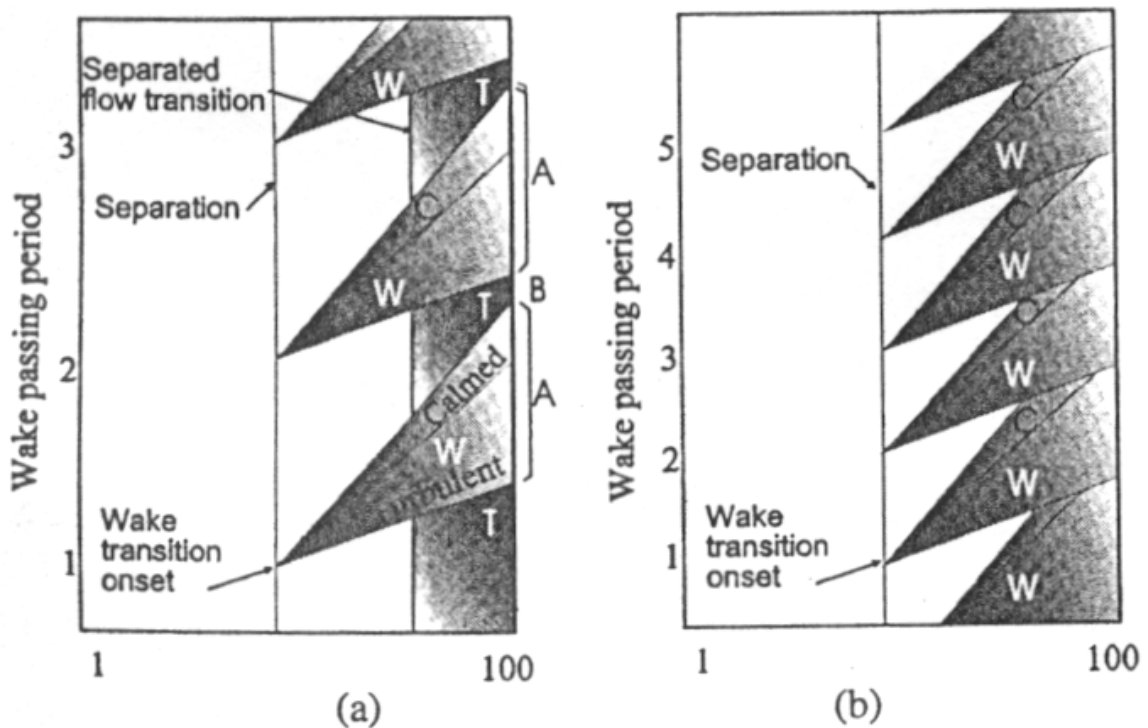 Separated
flow transition
Separation
Wake
transition
onset
Wake passing period
3
2
1
W
T
A
C
W
B
T
A
Calmed
W
Turbulent
T
1
100
(a)
Separation
Wake
transition
onset
Wake passing period
5
4
3
2
1
C
W
C
W
C
W
C
W
W
1
100
(b)